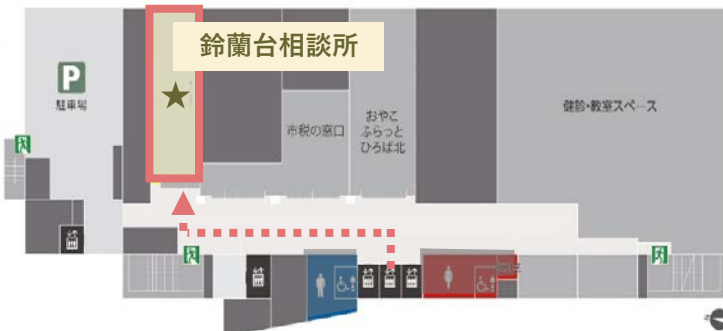 鈴蘭台相談所
P
駐車場
★
市税の窓口
おやこ
ふらっと
ひろば北
健診・教室スペース